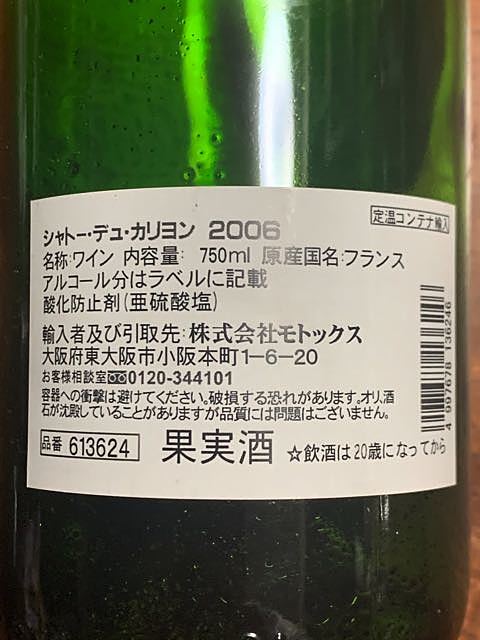 定温コンテナ輸入
シャトー・デュ・カリヨン 2006
名称:ワイン 内容量: 750ml 原産国名:フランス
アルコール分はラベルに記載
酸化防止剤(亜硫酸塩)
輸入者及び引取先:株式会社モトックス
大阪府東大阪市小阪本町1-6-20
お客様相談室0120-344101
容器への衝撃は避けてください。破損する恐れがあります。オリ、酒
石が沈殿していることがありますが品質には問題はございません。
品番 613624 果実酒 ☆飲酒は20歳になってから
4 997678 136246